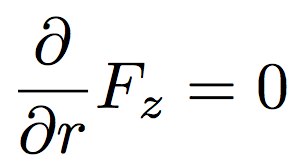 ∂/∂r F_z = 0